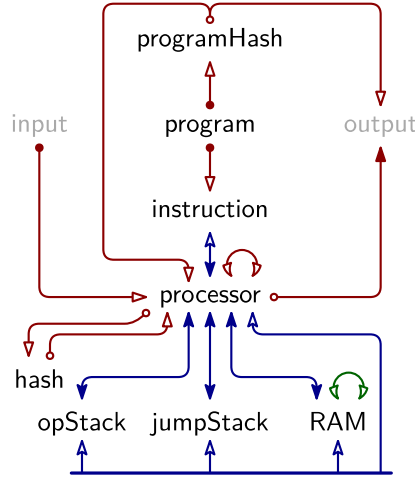 programHash
input program output
instruction
processor
hash
opStack jumpStack RAM